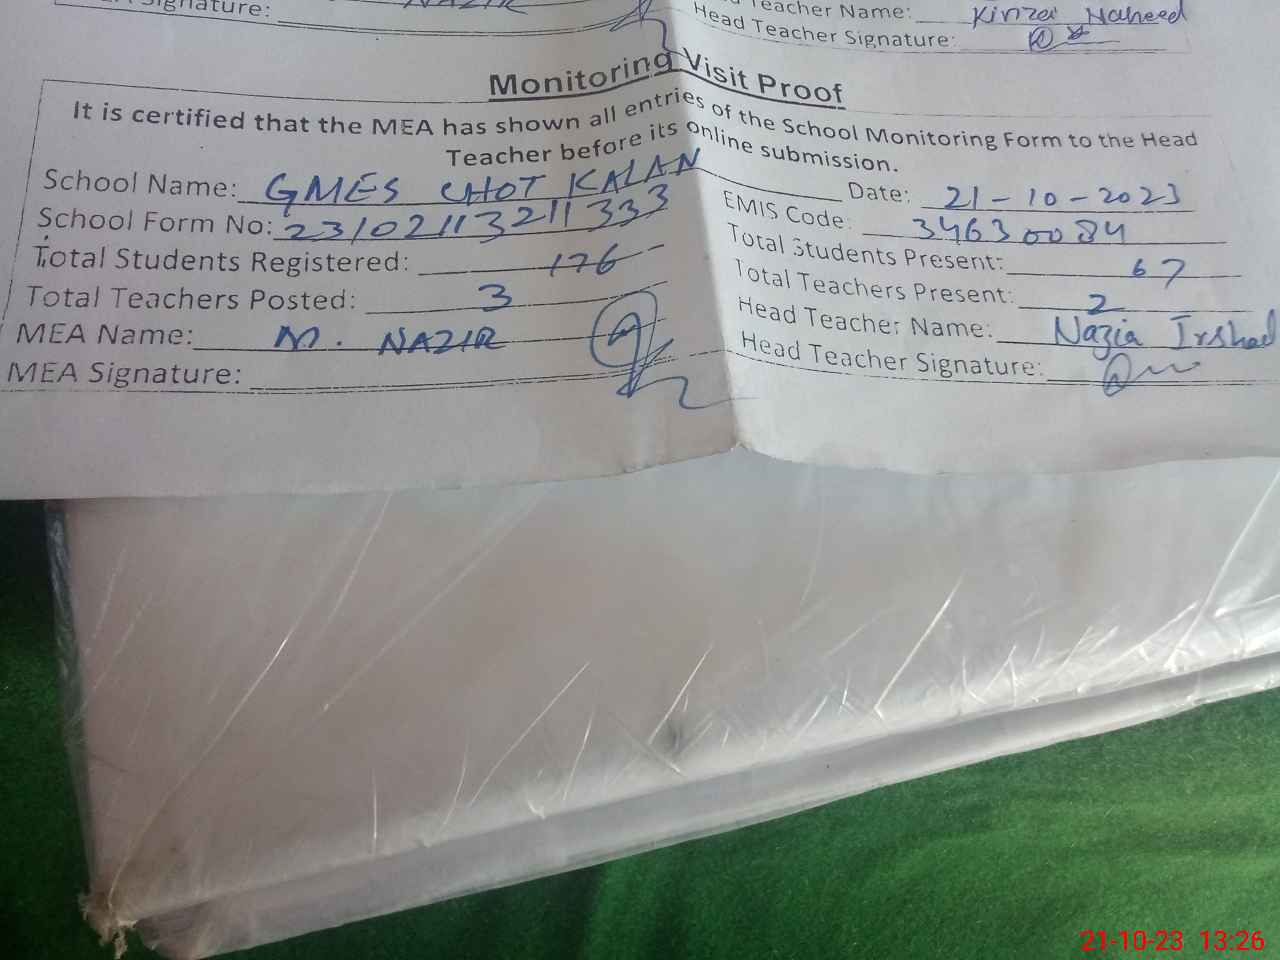 Signature: NAZIR
Teacher Name: Kinza Naheed
Head Teacher Signature:
Monitoring Visit Proof
It is certified that the MEA has shown all entries of the School Monitoring Form to the Head
Teacher before its online submission.
School Name: GMES CHOT KALAN Date: 21-10-2023
School Form No: 23102113211333 EMIS Code: 34630084
Total Students Registered: 176 Total Students Present: 67
Total Teachers Posted: 3 Total Teachers Present: 2
MEA Name: M. NAZIR Head Teacher Name: Nazia Irshad
MEA Signature: Head Teacher Signature:
21-10-23 13:26